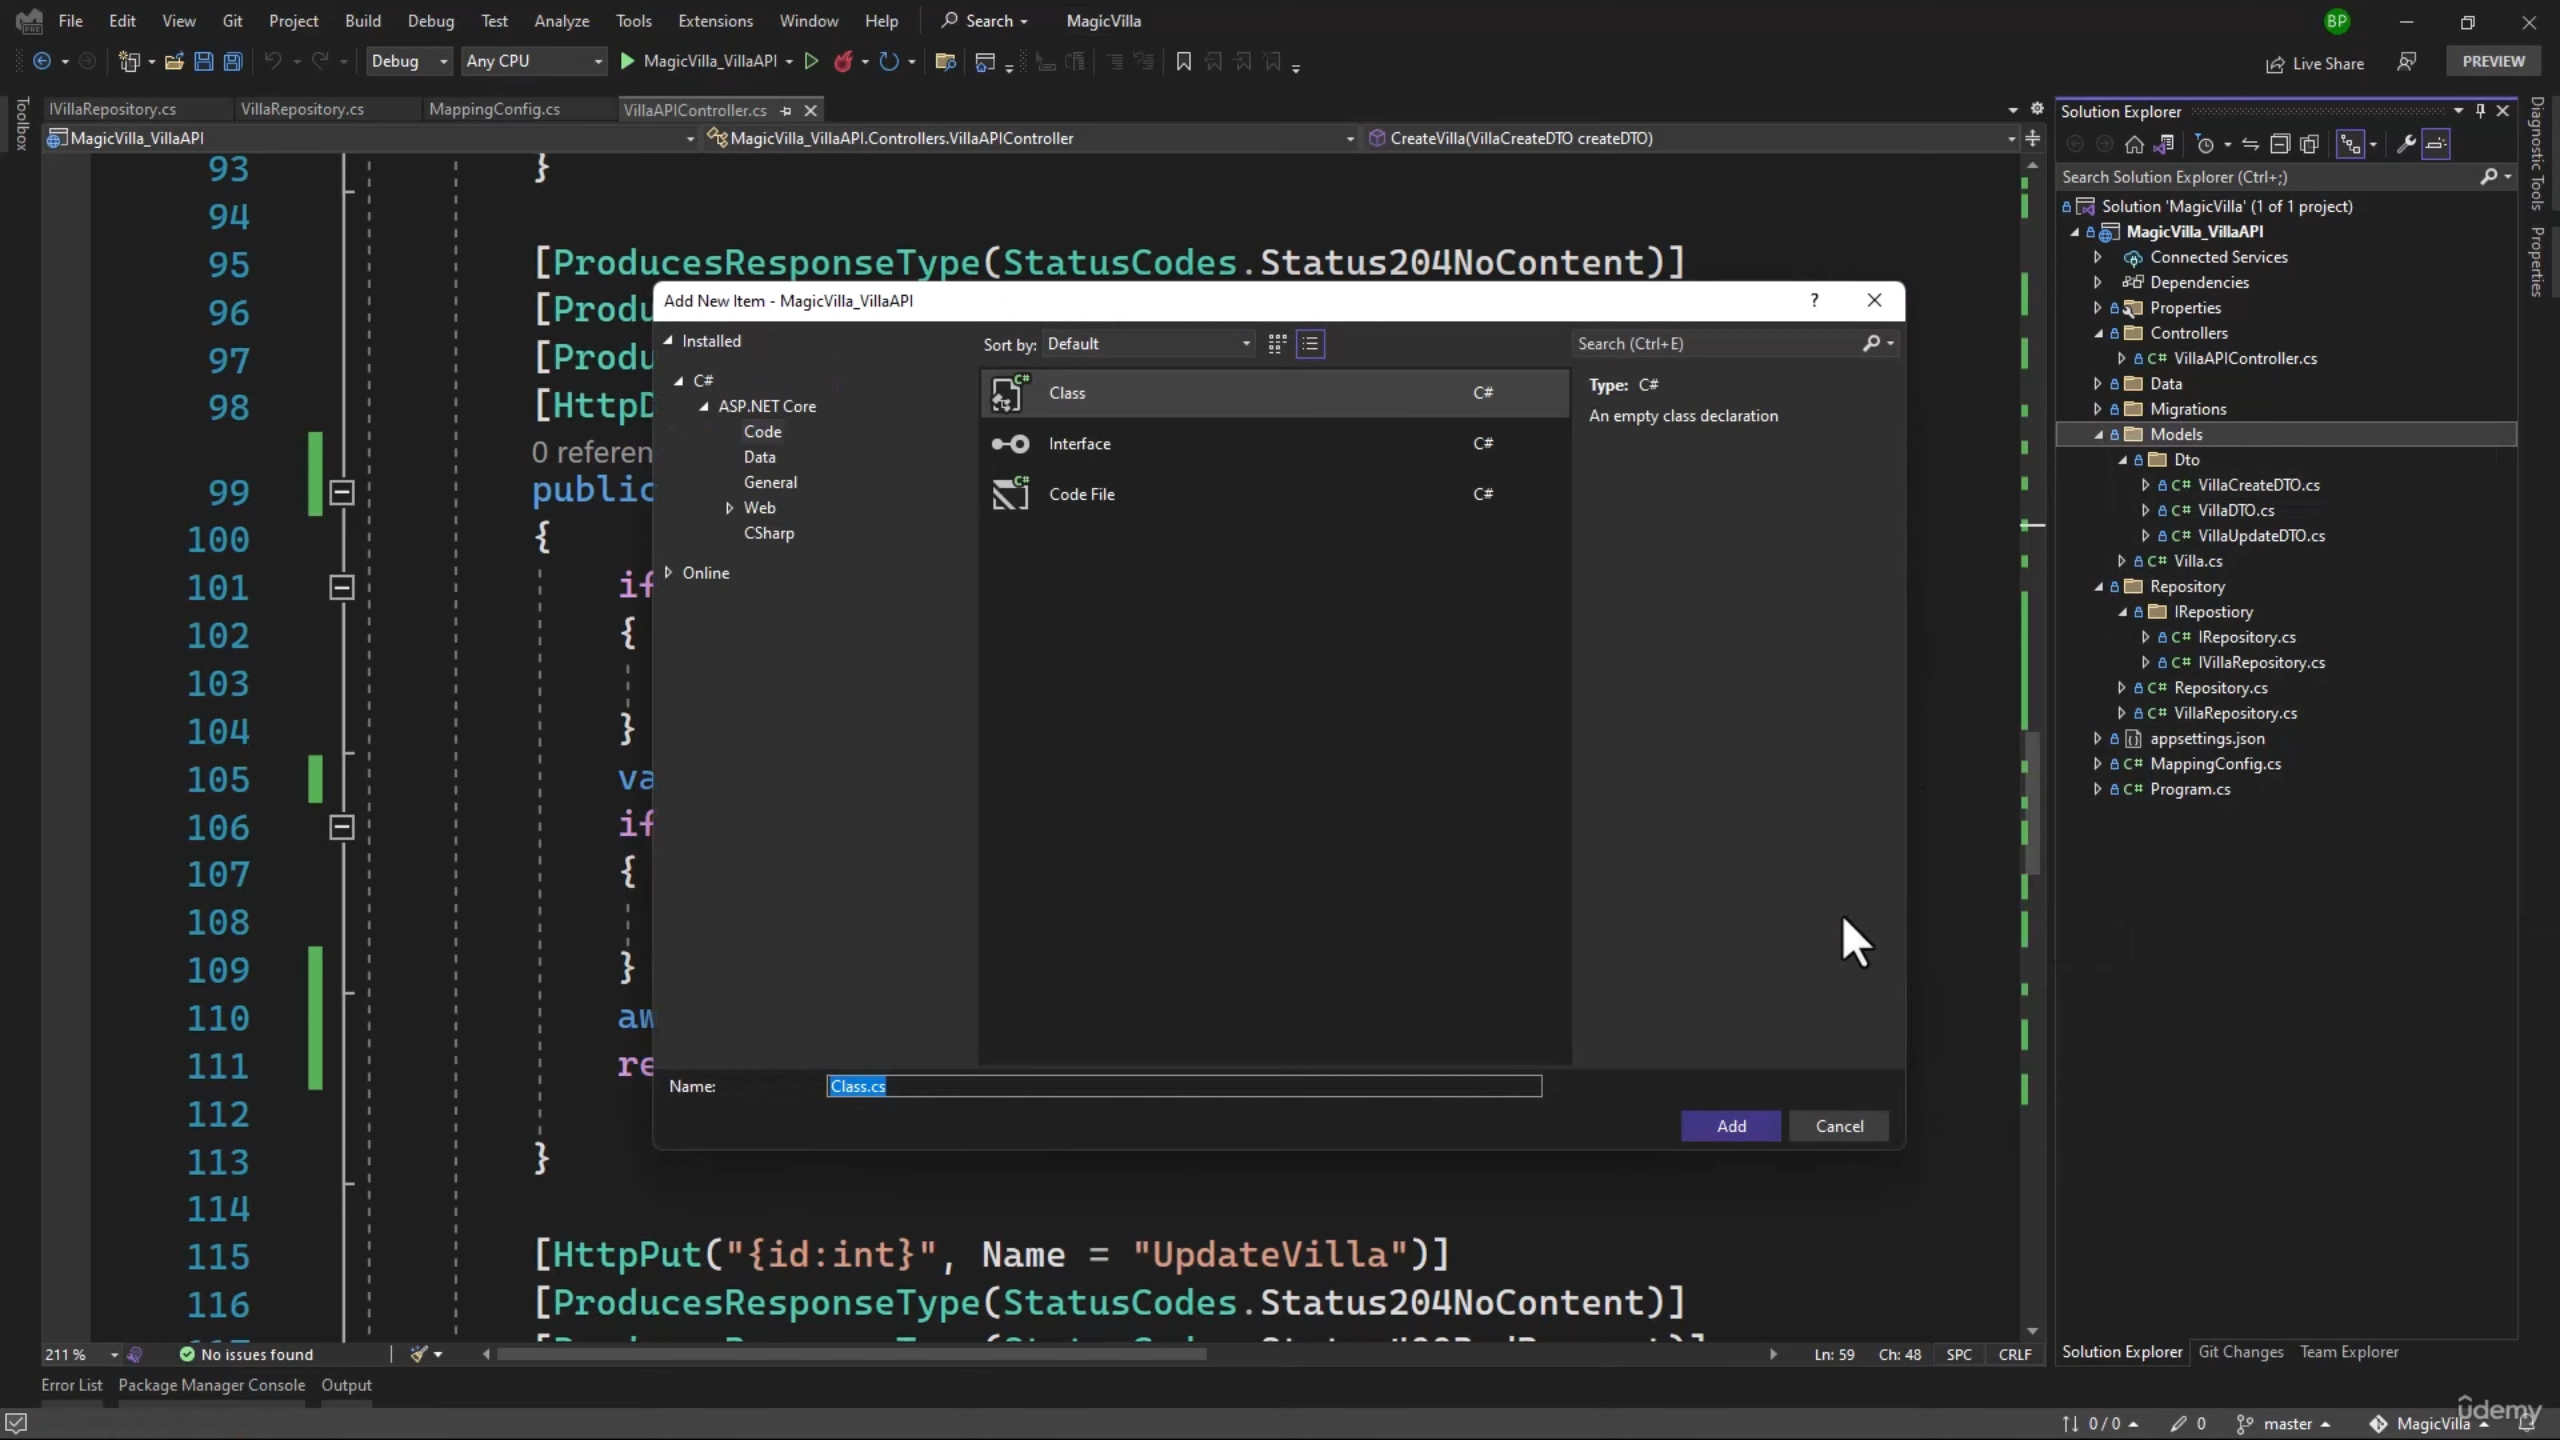 File Edit View Git Project Build Debug Test Analyze Tools Extensions Window Help Search MagicVilla BP
Debug Any CPU MagicVilla_VillaAPI Live Share PREVIEW
Toolbox
IVillaRepository.cs VillaRepository.cs MappingConfig.cs VillaAPIController.cs
MagicVilla_VillaAPI MagicVilla_VillaAPI.Controllers.VillaAPIController CreateVilla(VillaCreateDTO createDTO)
93 }
94
95 [ProducesResponseType(StatusCodes.Status204NoContent)]
96 [Produ
97 [Produ
98 [HttpD
0 referen
99 public
100 {
101 if
102 {
103
104 }
105 va
106 if
107 {
108
109 }
110 aw
111 re
112
113 }
114
115 [HttpPut("{id:int}", Name = "UpdateVilla")]
116 [ProducesResponseType(StatusCodes.Status204NoContent)]
Add New Item - MagicVilla_VillaAPI ?
Installed
C#
ASP.NET Core
Code
Data
General
Web
CSharp
Online
Sort by: Default
Search (Ctrl+E)
Class C#
Interface C#
Code File C#
Type: C#
An empty class declaration
Name: Class.cs
Add Cancel
Solution Explorer
Search Solution Explorer (Ctrl+;)
Solution 'MagicVilla' (1 of 1 project)
MagicVilla_VillaAPI
Connected Services
Dependencies
Properties
Controllers
C# VillaAPIController.cs
Data
Migrations
Models
Dto
C# VillaCreateDTO.cs
C# VillaDTO.cs
C# VillaUpdateDTO.cs
C# Villa.cs
Repository
IRepostiory
C# IRepository.cs
C# IVillaRepository.cs
C# Repository.cs
C# VillaRepository.cs
appsettings.json
C# MappingConfig.cs
C# Program.cs
Diagnostic Tools
Properties
211 % No issues found Ln: 59 Ch: 48 SPC CRLF
Solution Explorer Git Changes Team Explorer
Error List Package Manager Console Output
0 / 0 0 master MagicVilla
udemy